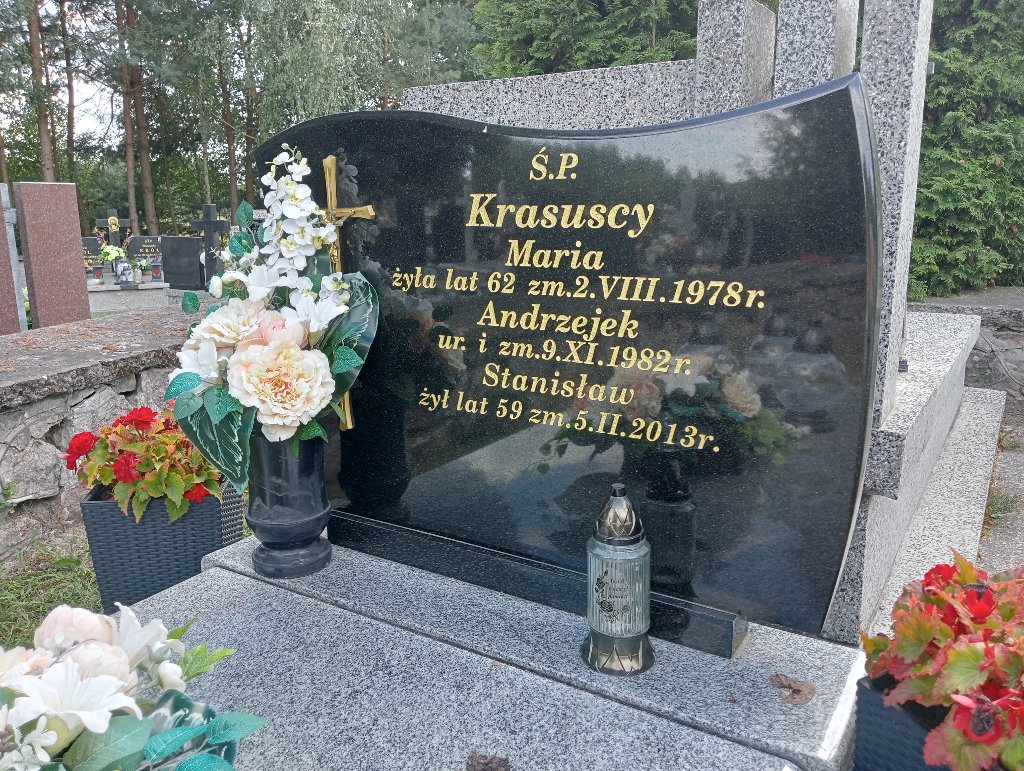 Ś.P.
Krasuscy
Maria
żyła lat 62 zm.2.VIII.1978r.
Andrzejek
ur. i zm.9.XI.1982r.
Stanisław
żył lat 59 zm.5.II.2013r.
KRÓL